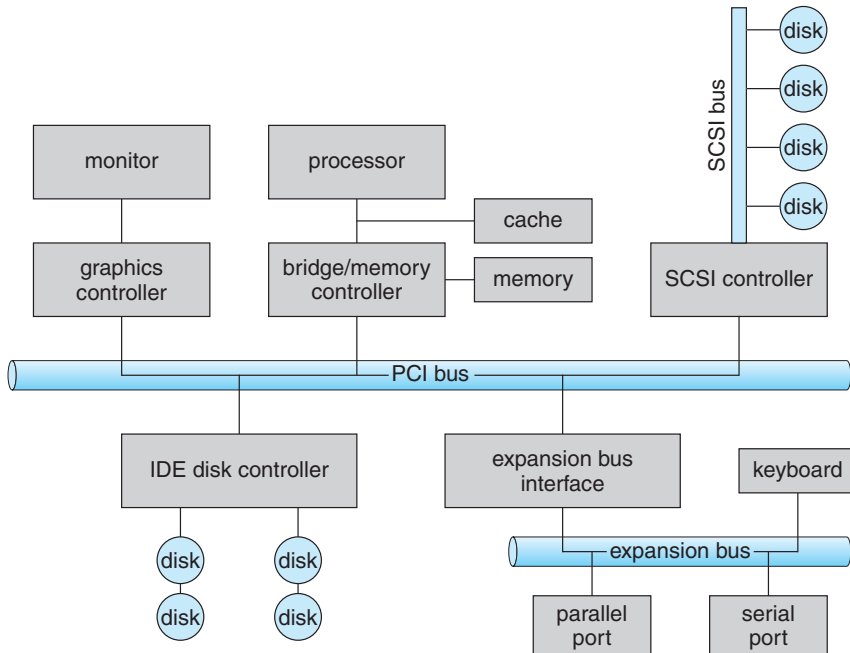 disk
disk
disk
disk
SCSI bus
monitor
processor
cache
graphics
controller
bridge/memory
controller
memory
SCSI controller
PCI bus
IDE disk controller
expansion bus
interface
keyboard
disk
disk
disk
disk
expansion bus
parallel
port
serial
port